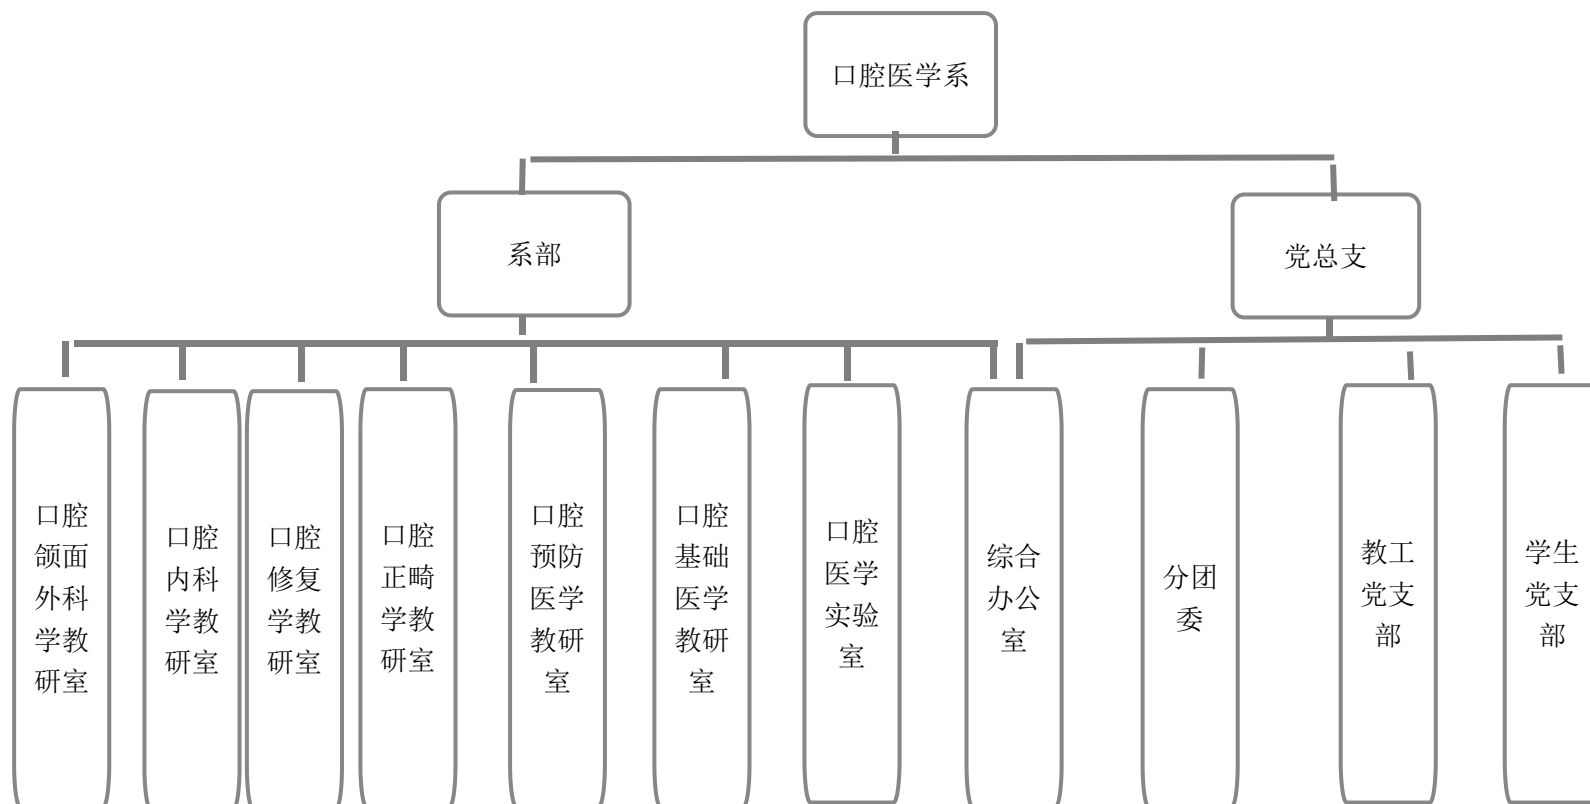 口腔医学系
系部
党总支
口腔
颌面
外科
学教
研室
口腔
内科
学教
研室
口腔
修复
学教
研室
口腔
正畸
学教
研室
口腔
预防
医学
教研
室
口腔
基础
医学
教研
室
口腔
医学
实验
室
综合
办公
室
分团
委
教工
党支
部
学生
党支
部